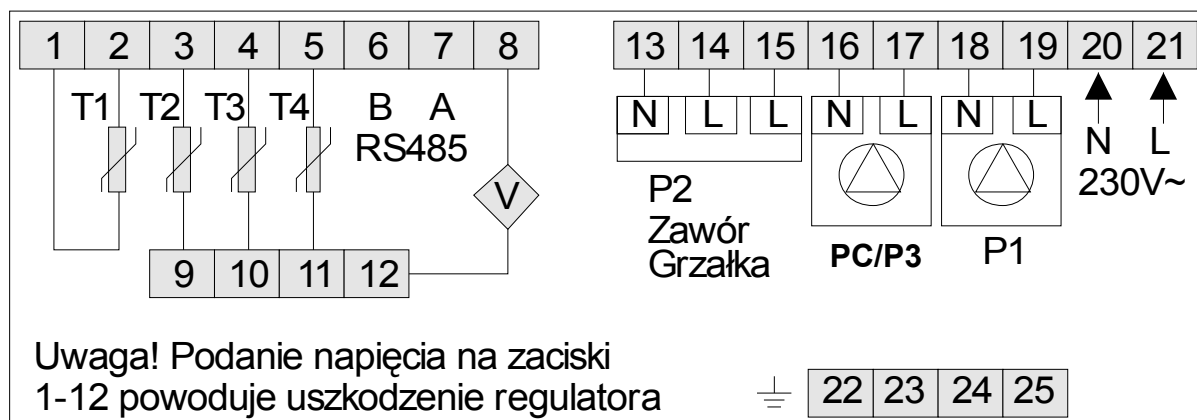 1 2 3 4 5 6 7 8
13 14 15 16 17 18 19 20 21
T1 T2 T3 T4 B A
RS485
V
9 10 11 12
N L L N L N L
N L
230V~
P2
Zawór
Grzałka
PC/P3
P1
Uwaga! Podanie napięcia na zaciski
1-12 powoduje uszkodzenie regulatora
22 23 24 25